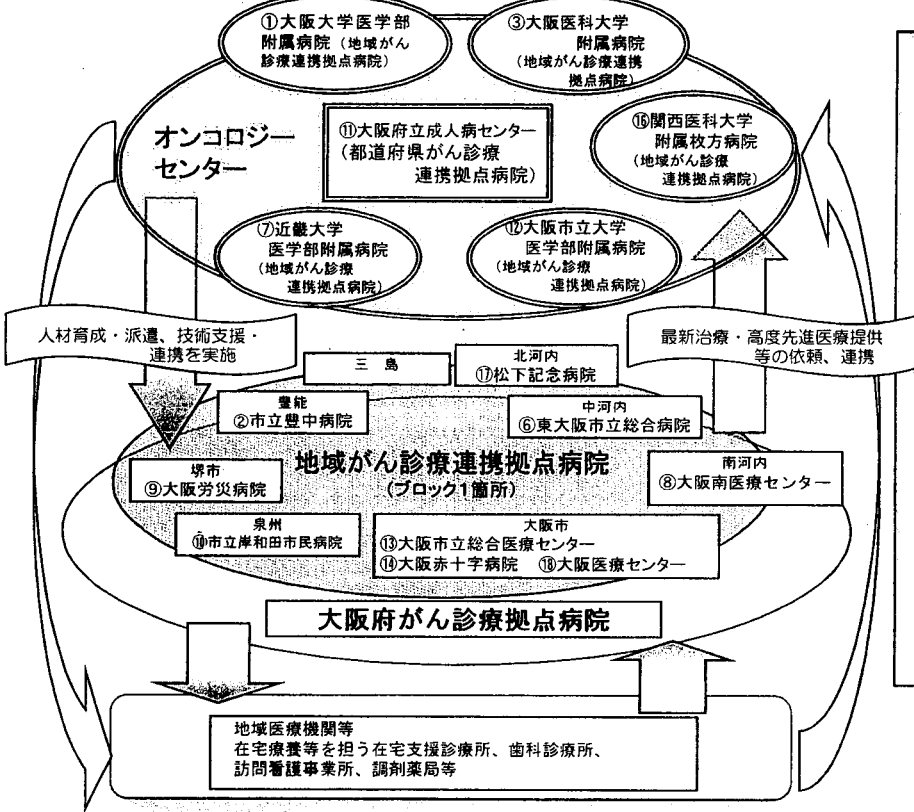 ①大阪大学医学部
附属病院（地域がん
診療連携拠点病院）
③大阪医科大学
附属病院
（地域がん診療連携
拠点病院）
オンコロジー
センター
⑪大阪府立成人病センター
（都道府県がん診療
連携拠点病院）
⑯関西医科大学
附属枚方病院
（地域がん診療
連携拠点病院）
⑦近畿大学
医学部附属病院
（地域がん診療
連携拠点病院）
⑫大阪市立大学
医学部附属病院
（地域がん診療
連携拠点病院）
人材育成・派遣、技術支援・
連携を実施
最新治療・高度先進医療提供
等の依頼、連携
三　島
北河内
⑰松下記念病院
豊能
②市立豊中病院
中河内
⑥東大阪市立総合病院
地域がん診療連携拠点病院
（ブロック1箇所）
堺市
⑨大阪労災病院
南河内
⑧大阪南医療センター
泉州
⑩市立岸和田市民病院
大阪市
⑬大阪市立総合医療センター
⑭大阪赤十字病院　⑱大阪医療センター
大阪府がん診療拠点病院
地域医療機関等
在宅療養等を担う在宅支援診療所、歯科診療所、
訪問看護事業所、調剤薬局等